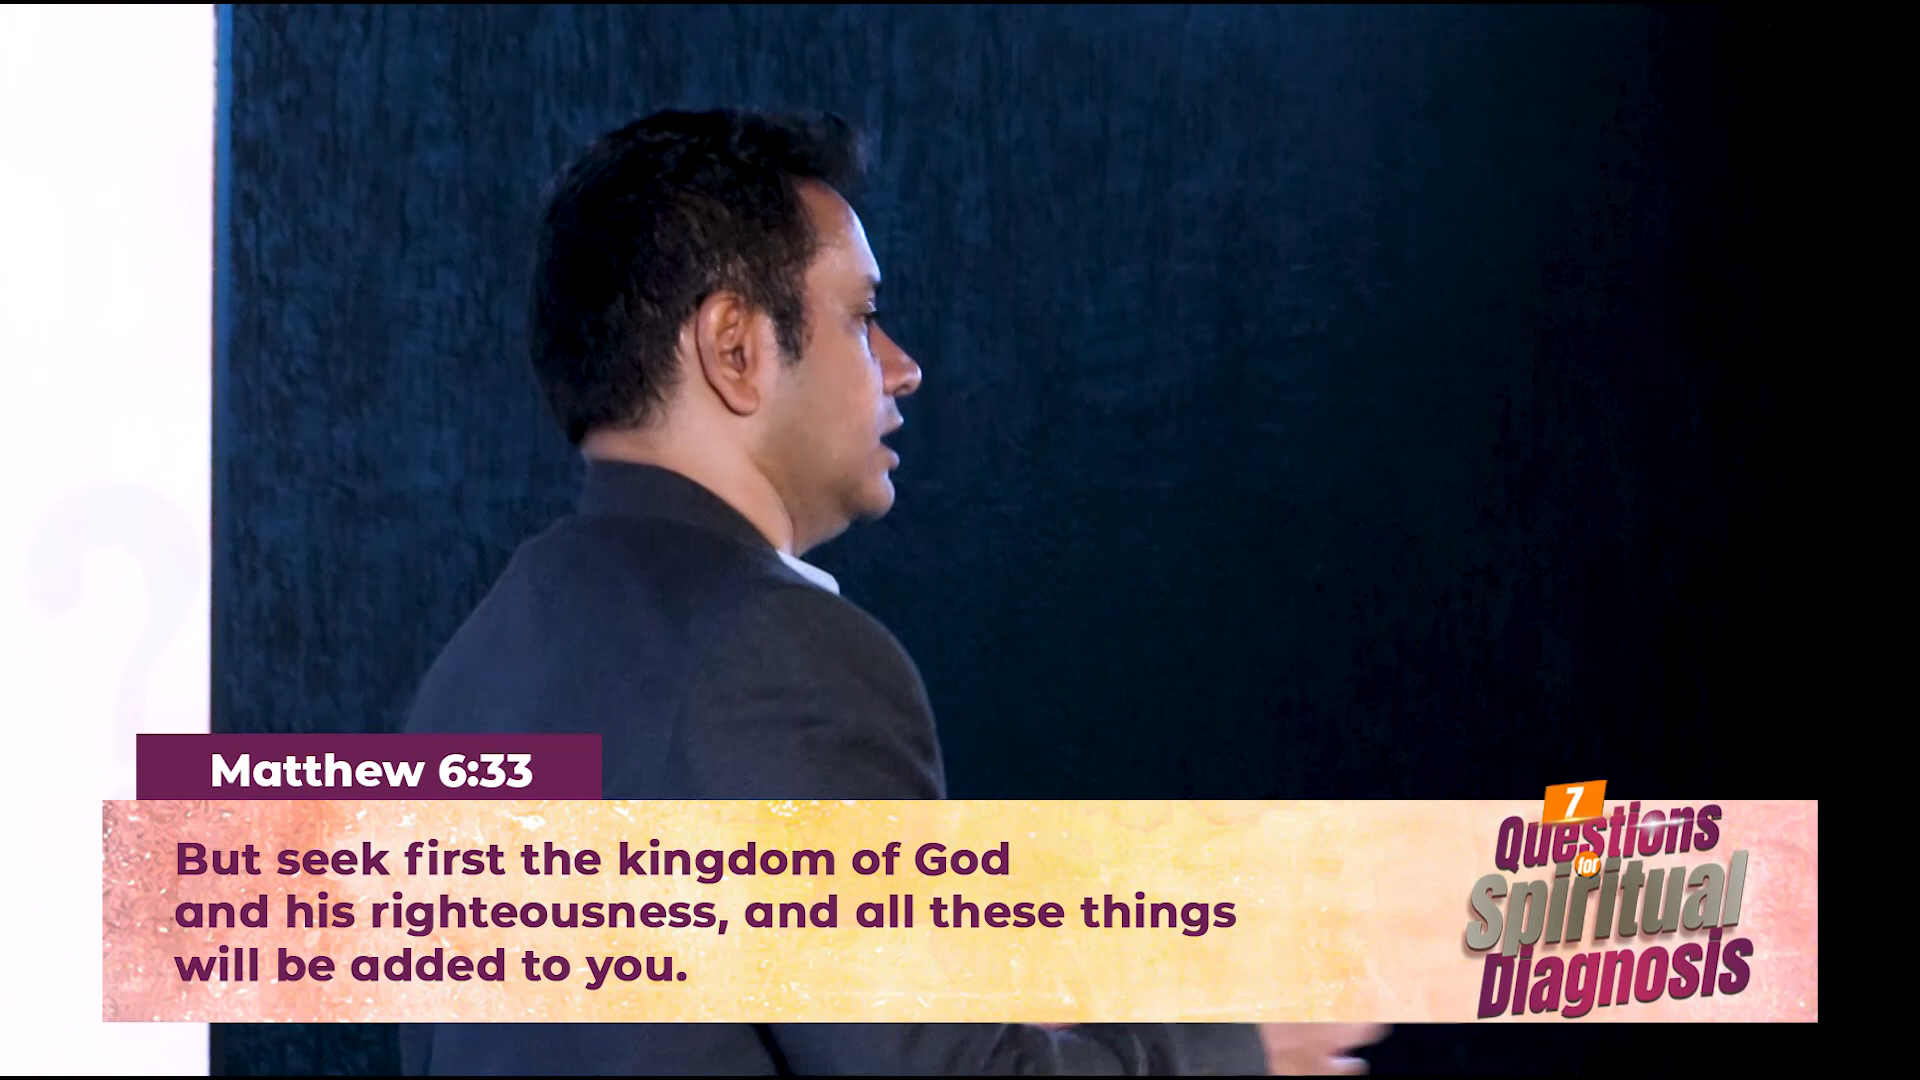 Matthew 6:33
But seek first the kingdom of God
and his righteousness, and all these things
will be added to you.
7
Questions
for
Spiritual
Diagnosis
?